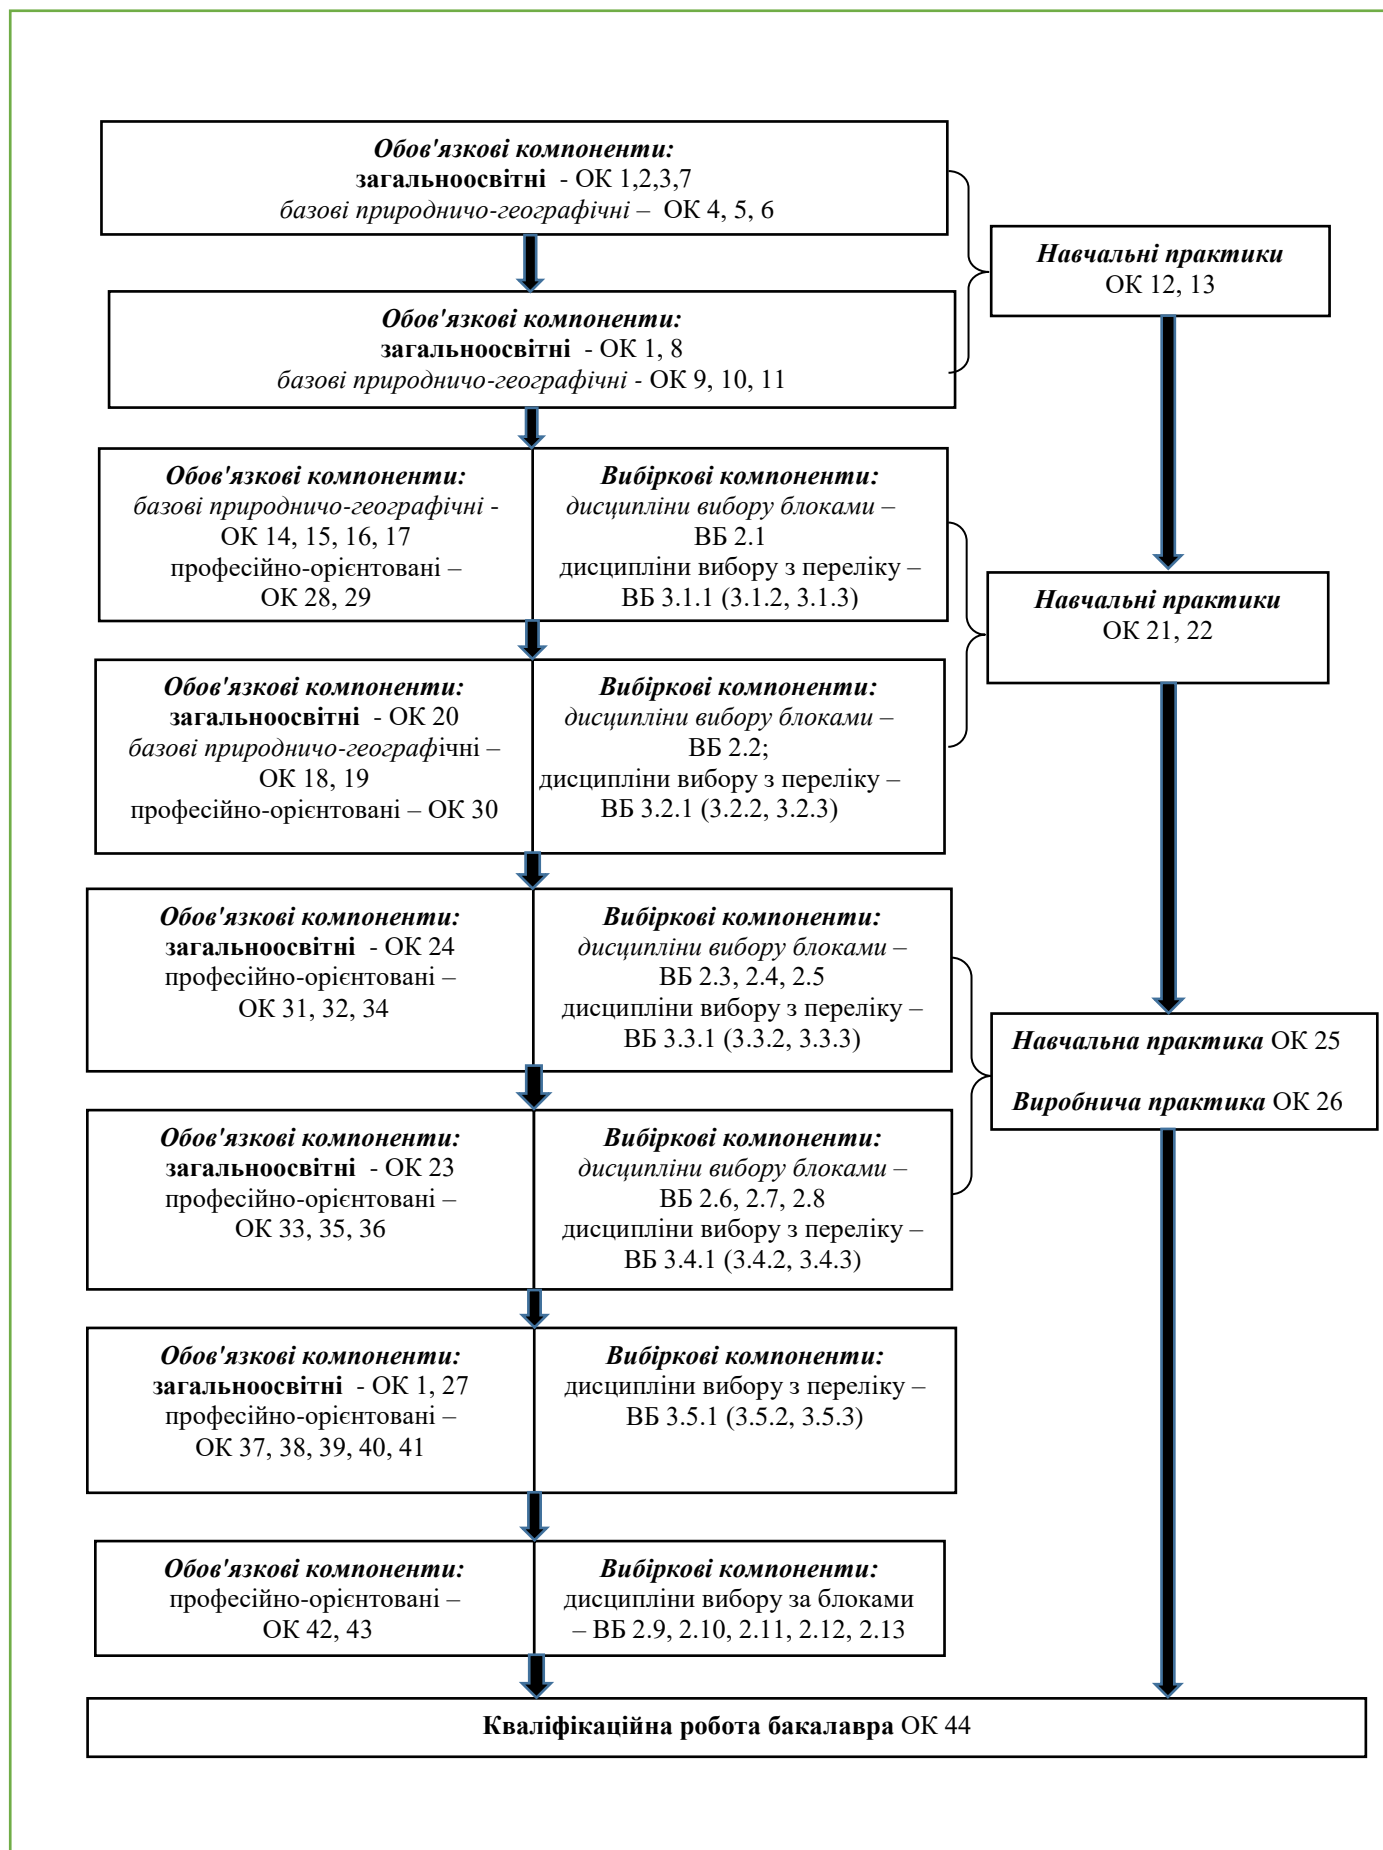 Обов'язкові компоненти:
загальноосвітні - ОК 1,2,3,7
базові природничо-географічні – ОК 4, 5, 6
Навчальні практики
ОК 12, 13
Обов'язкові компоненти:
загальноосвітні - ОК 1, 8
базові природничо-географічні - ОК 9, 10, 11
Обов'язкові компоненти:
базові природничо-географічні -
ОК 14, 15, 16, 17
професійно-орієнтовані –
ОК 28, 29
Вибіркові компоненти:
дисципліни вибору блоками –
ВБ 2.1
дисципліни вибору з переліку –
ВБ 3.1.1 (3.1.2, 3.1.3)
Навчальні практики
ОК 21, 22
Обов'язкові компоненти:
загальноосвітні - ОК 20
базові природничо-географічні –
ОК 18, 19
професійно-орієнтовані – ОК 30
Вибіркові компоненти:
дисципліни вибору блоками –
ВБ 2.2;
дисципліни вибору з переліку –
ВБ 3.2.1 (3.2.2, 3.2.3)
Обов'язкові компоненти:
загальноосвітні - ОК 24
професійно-орієнтовані –
ОК 31, 32, 34
Вибіркові компоненти:
дисципліни вибору блоками –
ВБ 2.3, 2.4, 2.5
дисципліни вибору з переліку –
ВБ 3.3.1 (3.3.2, 3.3.3)
Навчальна практика ОК 25
Виробнича практика ОК 26
Обов'язкові компоненти:
загальноосвітні - ОК 23
професійно-орієнтовані –
ОК 33, 35, 36
Вибіркові компоненти:
дисципліни вибору блоками –
ВБ 2.6, 2.7, 2.8
дисципліни вибору з переліку –
ВБ 3.4.1 (3.4.2, 3.4.3)
Обов'язкові компоненти:
загальноосвітні - ОК 1, 27
професійно-орієнтовані –
ОК 37, 38, 39, 40, 41
Вибіркові компоненти:
дисципліни вибору з переліку –
ВБ 3.5.1 (3.5.2, 3.5.3)
Обов'язкові компоненти:
професійно-орієнтовані –
ОК 42, 43
Вибіркові компоненти:
дисципліни вибору за блоками
– ВБ 2.9, 2.10, 2.11, 2.12, 2.13
Кваліфікаційна робота бакалавра ОК 44